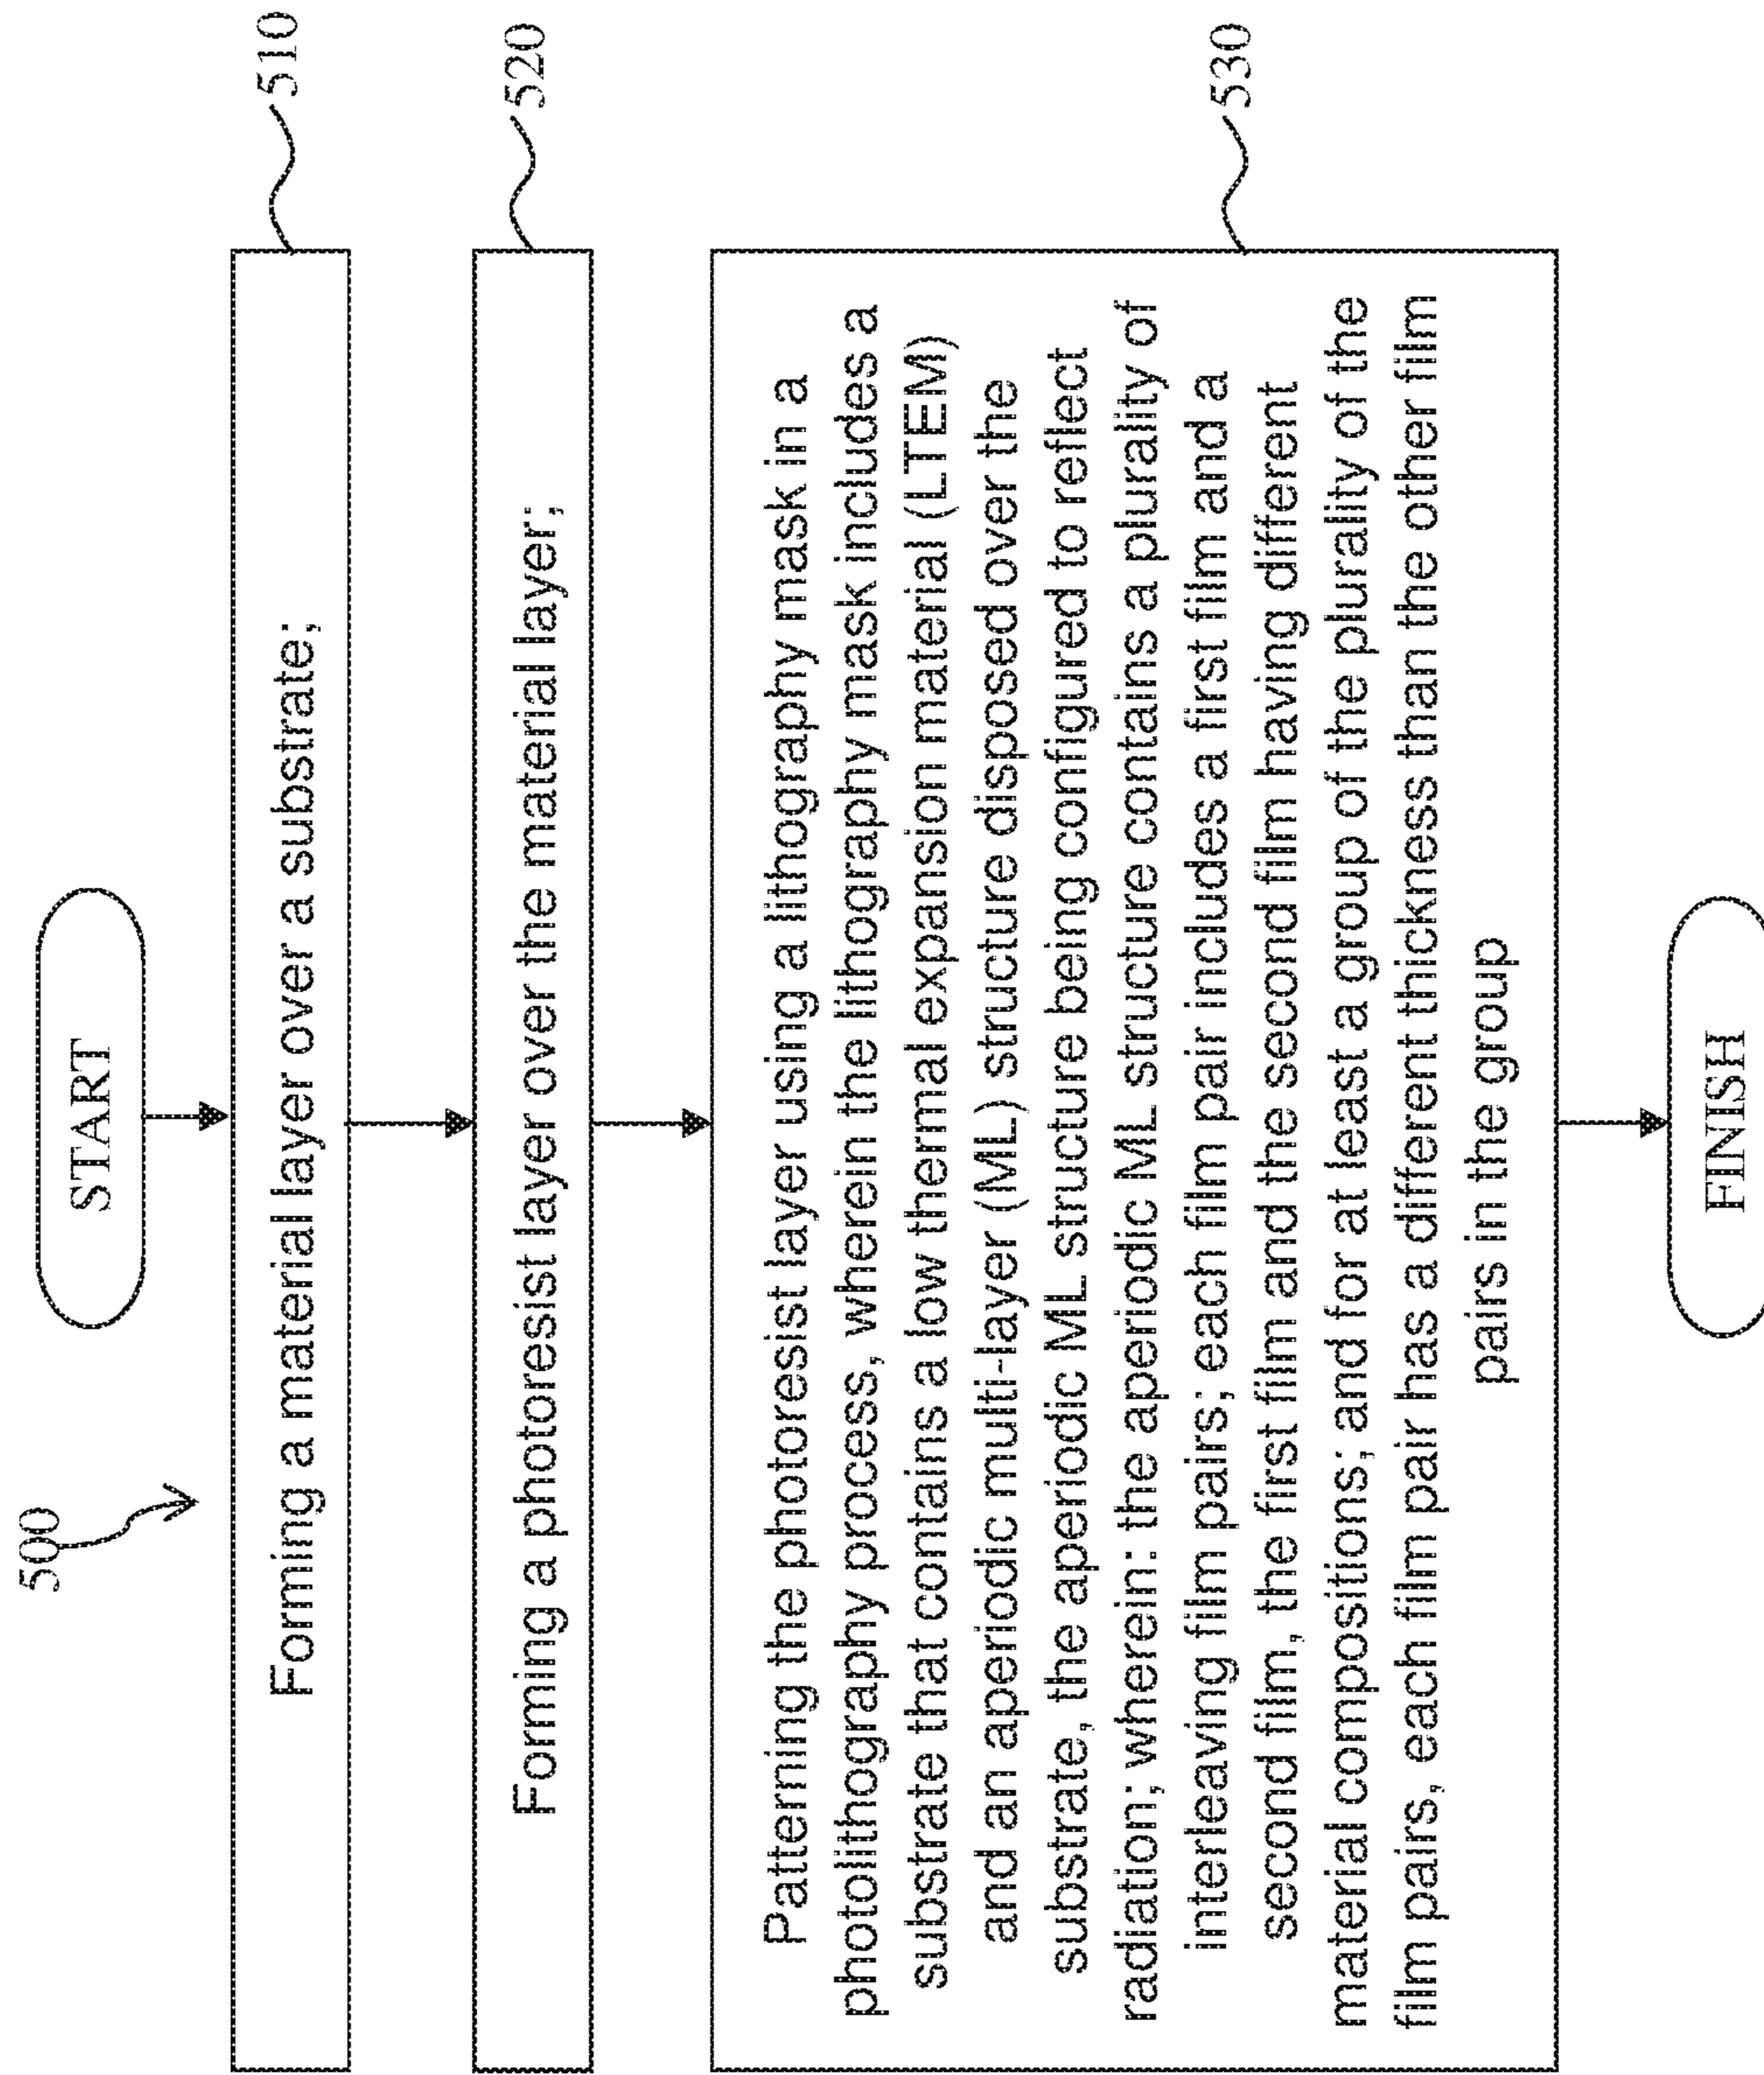 500
START
Forming a material layer over a substrate;
510
Forming a photoresist layer over the material layer;
520
Patterning the photoresist layer using a lithography mask in a
photolithography process, wherein the lithography mask includes a
substrate that contains a low thermal expansion material (LTEM)
and an aperiodic multi-layer (ML) structure disposed over the
substrate, the aperiodic ML structure being configured to reflect
radiation; wherein: the aperiodic ML structure contains a plurality of
interleaving film pairs; each film pair includes a first film and a
second film, the first film and the second film having different
material compositions; and for at least a group of the plurality of the
film pairs, each film pair has a different thickness than the other film
pairs in the group
530
FINISH